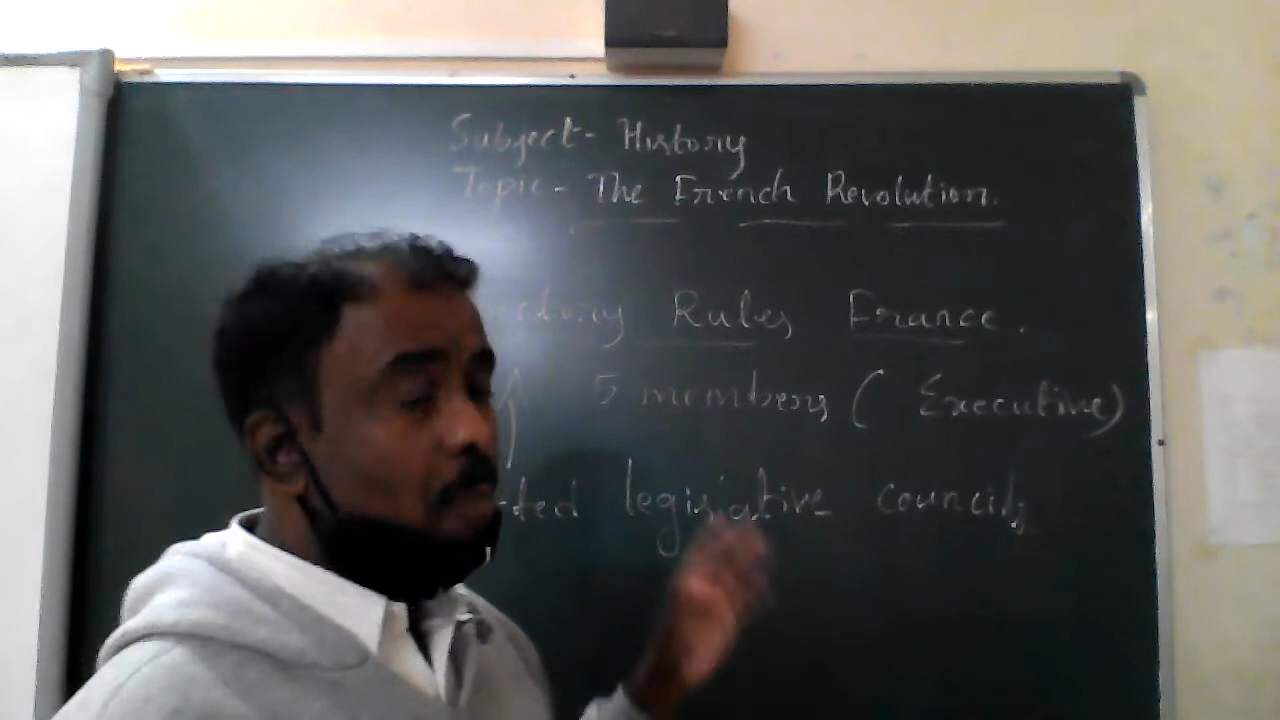 Subject- History
Topic- The French Revolution.
Rules France.
5 members ( Executive)
legislative councils